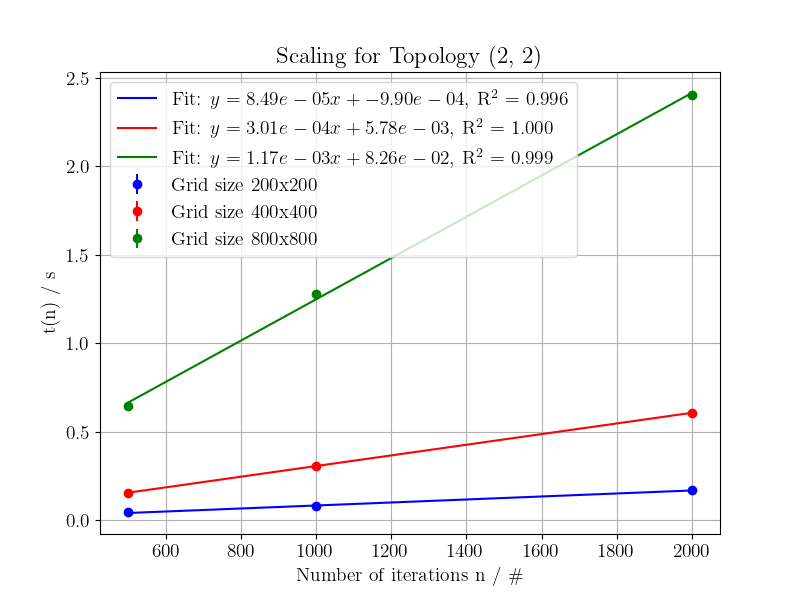 Scaling for Topology (2, 2)
2.5
2.0
1.5
1.0
0.5
0.0
t(n) / s
Fit: y = 8.49e − 05x + −9.90e − 04, R² = 0.996
Fit: y = 3.01e − 04x + 5.78e − 03, R² = 1.000
Fit: y = 1.17e − 03x + 8.26e − 02, R² = 0.999
Grid size 200x200
Grid size 400x400
Grid size 800x800
600 800 1000 1200 1400 1600 1800 2000
Number of iterations n / #